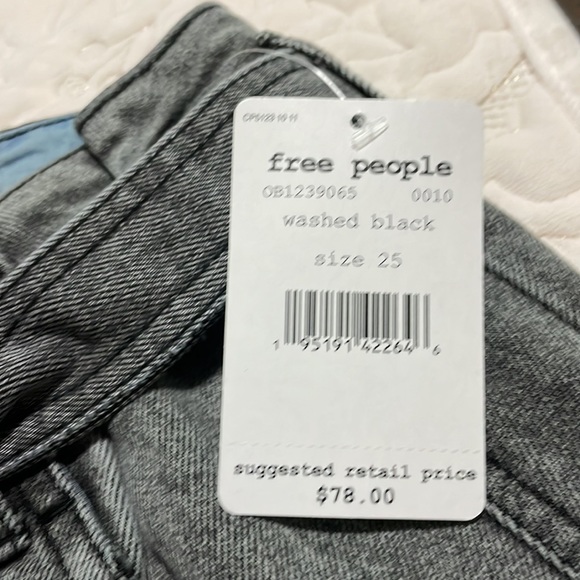 free people
OB1239065 0010
washed black
size 25
1 95191 42264 6
suggested retail price
$78.00